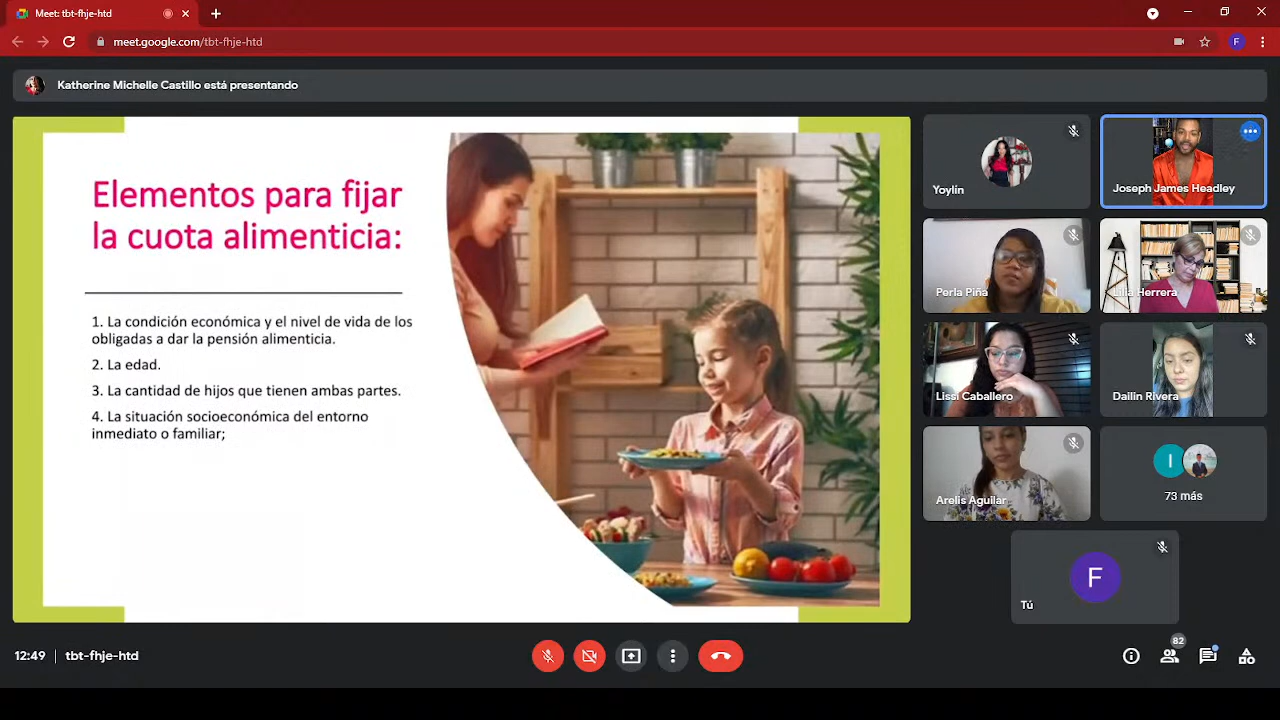 Meet: tbt-fhje-htd
meet.google.com/tbt-fhje-htd
F
Katherine Michelle Castillo está presentando
Elementos para fijar
la cuota alimenticia:
1. La condición económica y el nivel de vida de los
obligadas a dar la pensión alimenticia.
2. La edad.
3. La cantidad de hijos que tienen ambas partes.
4. La situación socioeconómica del entorno
inmediato o familiar;
Yoylín
Joseph James Headley
Perla Piña
Lilia Herrera
Lissi Caballero
Dailin Rivera
Arelis Aguilar
I
73 más
F
Tú
12:49
tbt-fhje-htd
82